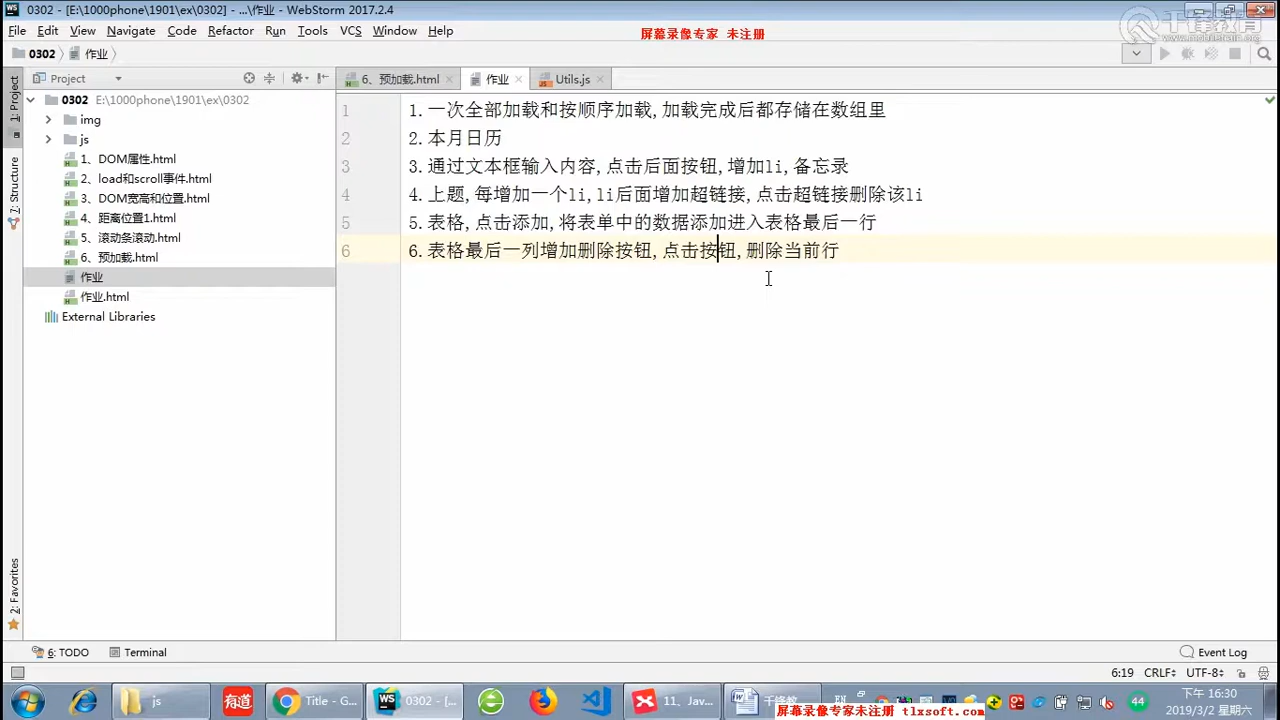 0302 - [E:\1000phone\1901\ex\0302] - ...\作业 - WebStorm 2017.2.4
File Edit View Navigate Code Refactor Run Tools VCS Window Help
屏幕录像专家 未注册
千锋教育
www.mobiletrain.org
0302 作业
Project
6、预加载.html
作业
Utils.js
1: Project
7: Structure
2: Favorites
0302 E:\1000phone\1901\ex\0302
img
js
1、DOM属性.html
2、load和scroll事件.html
3、DOM宽高和位置.html
4、距离位置1.html
5、滚动条滚动.html
6、预加载.html
作业
作业.html
External Libraries
1 1.一次全部加载和按顺序加载,加载完成后都存储在数组里
2 2.本月日历
3 3.通过文本框输入内容,点击后面按钮,增加li,备忘录
4 4.上题,每增加一个li,li后面增加超链接,点击超链接删除该li
5 5.表格,点击添加,将表单中的数据添加进入表格最后一行
6 6.表格最后一列增加删除按钮,点击按钮,删除当前行
6: TODO Terminal Event Log
6:19 CRLF÷ UTF-8÷
js
有道
Title - G...
0302 - [...
11、Jav...
千锋教...
44
下午 16:30
2019/3/2 星期六
屏幕录像专家未注册 tlxsoft.com